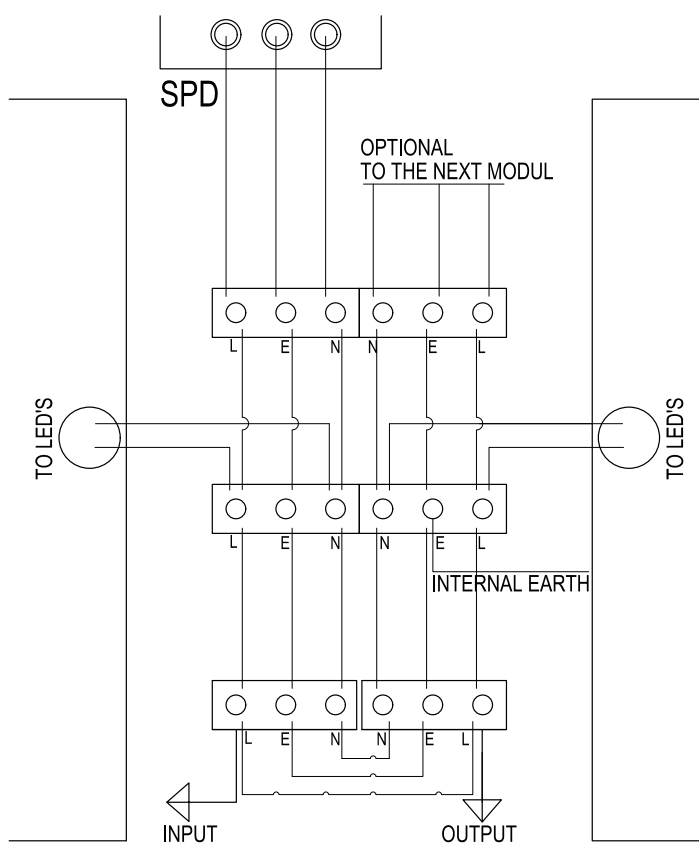 SPD
OPTIONAL
TO THE NEXT MODUL
L E N N E L
TO LED'S
TO LED'S
L E N N E L
INTERNAL EARTH
L E N N E L
INPUT
OUTPUT